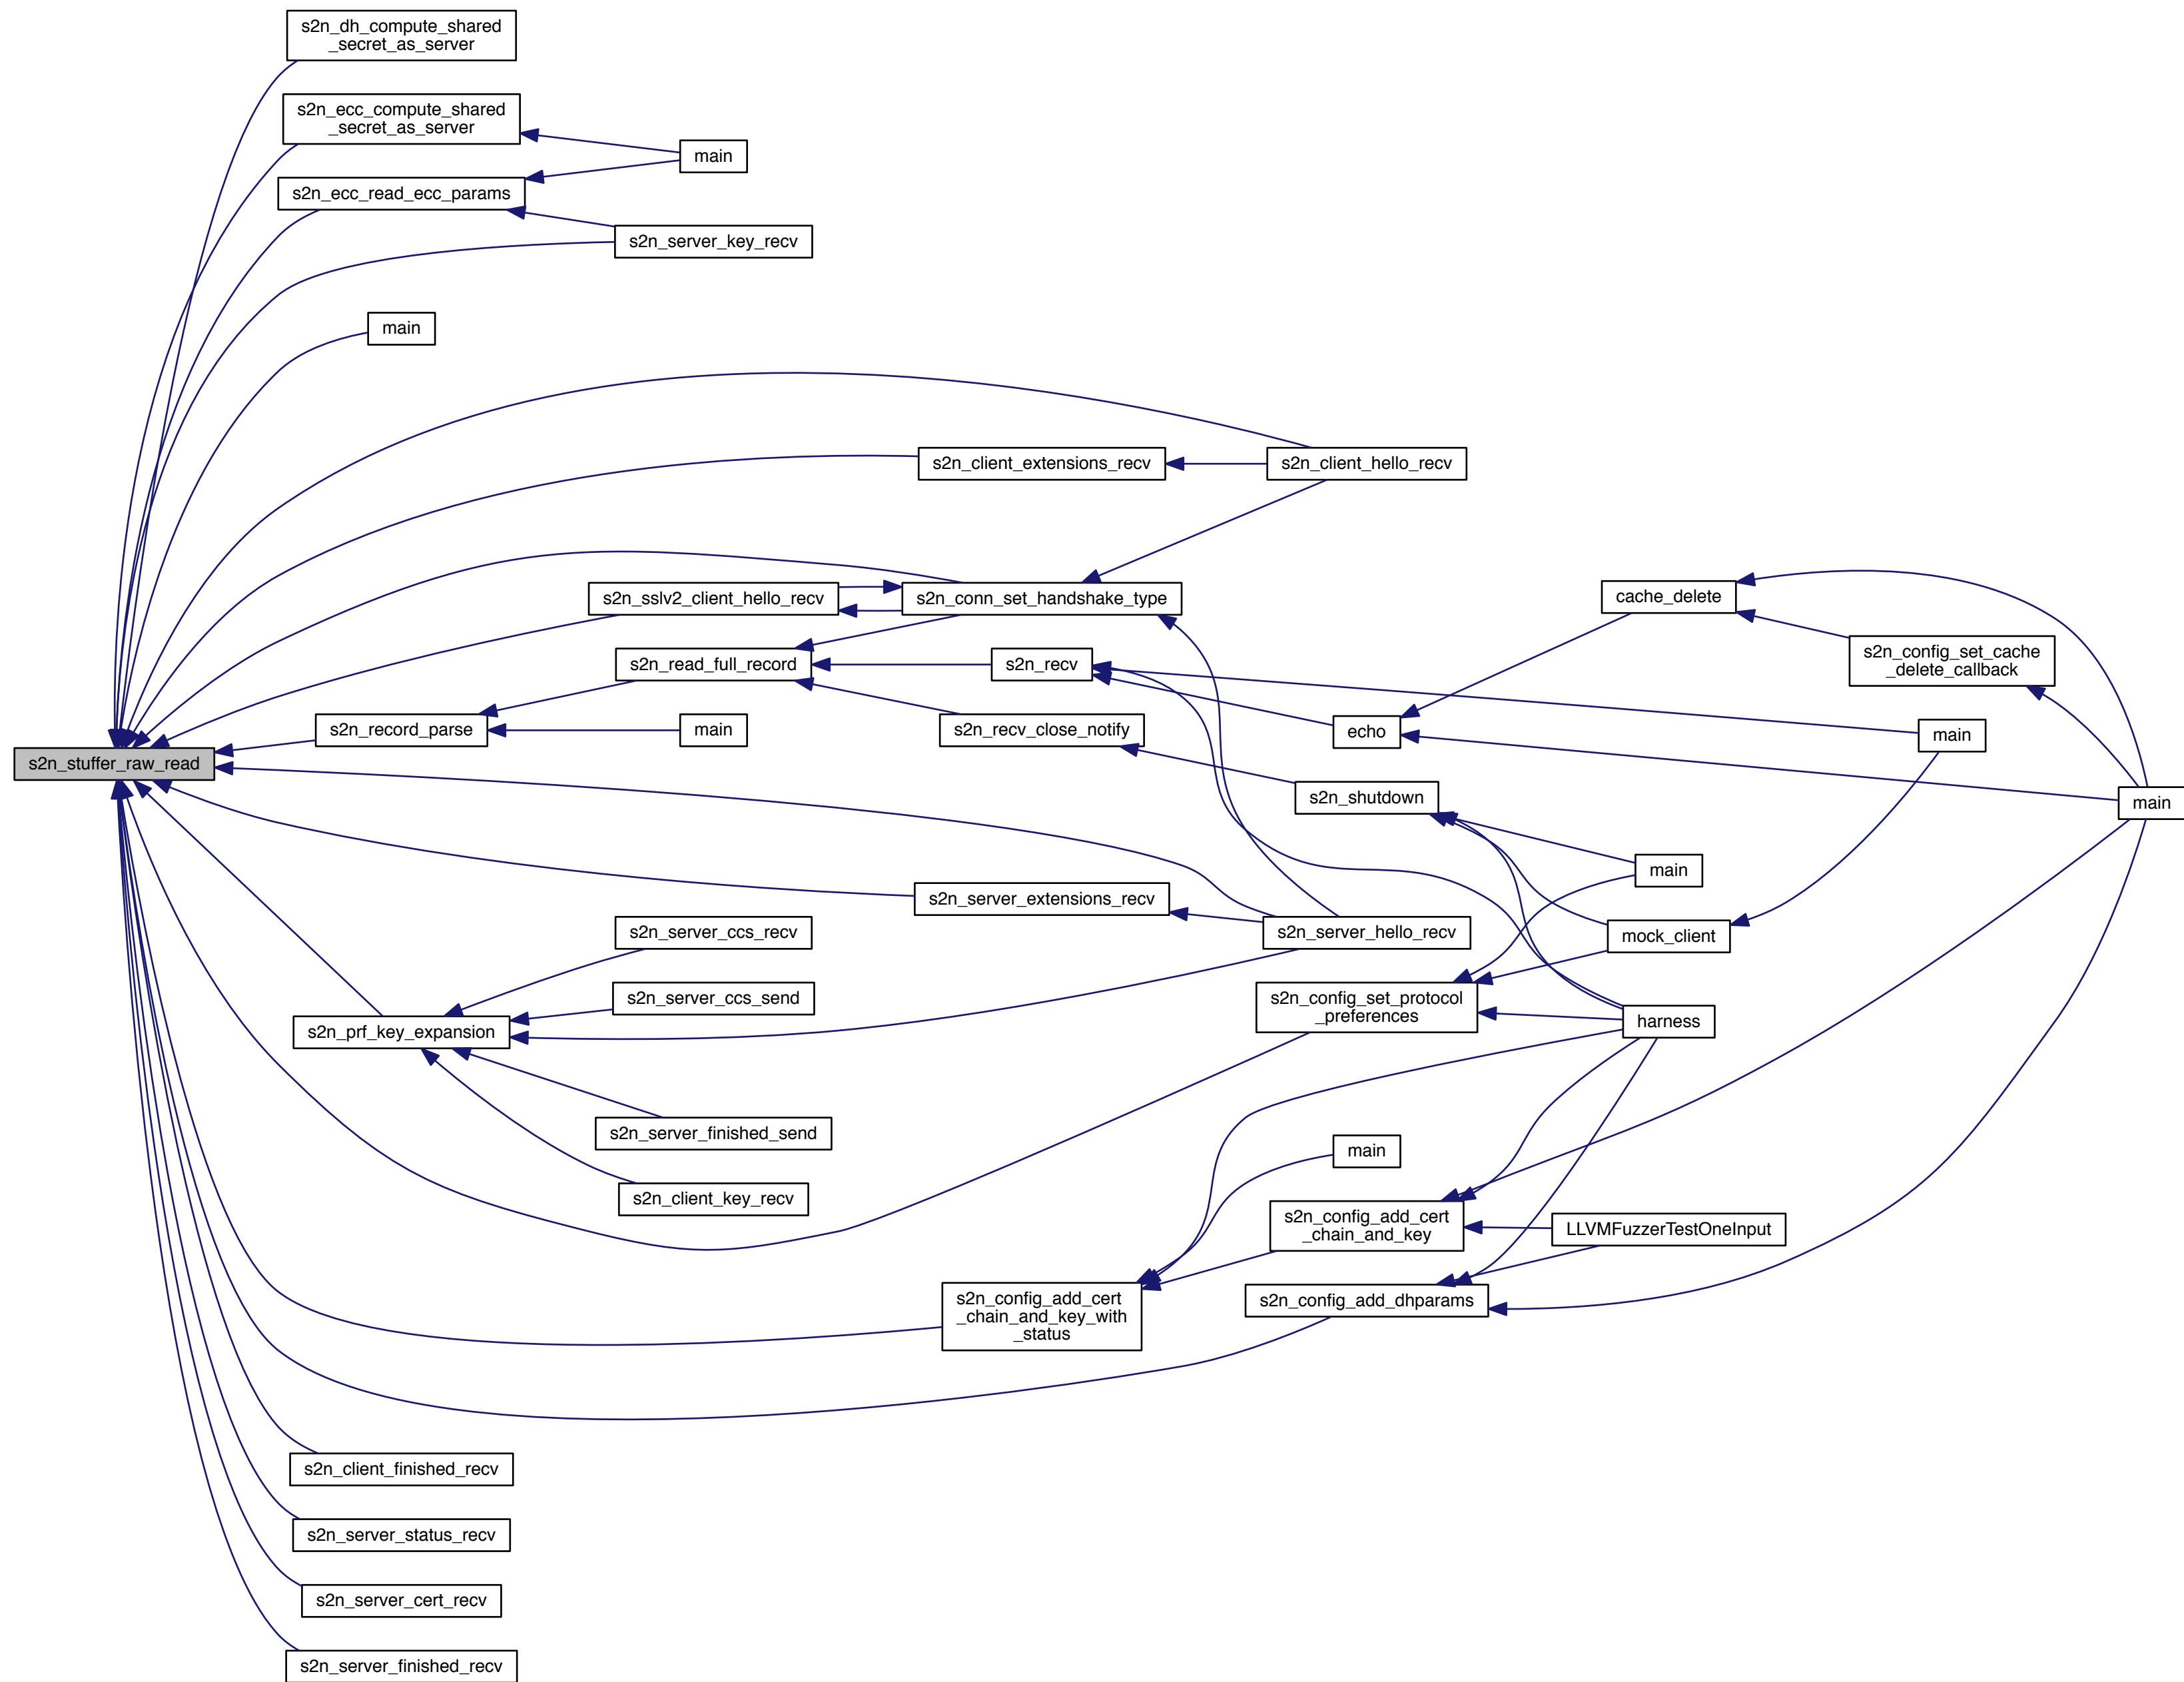 s2n_dh_compute_shared
_secret_as_server
s2n_ecc_compute_shared
_secret_as_server
main
s2n_ecc_read_ecc_params
s2n_server_key_recv
main
s2n_client_extensions_recv
s2n_client_hello_recv
s2n_sslv2_client_hello_recv
s2n_conn_set_handshake_type
cache_delete
s2n_read_full_record
s2n_recv
s2n_config_set_cache
_delete_callback
s2n_record_parse
main
s2n_recv_close_notify
echo
main
s2n_stuffer_raw_read
s2n_shutdown
main
main
s2n_server_extensions_recv
s2n_server_ccs_recv
s2n_server_hello_recv
mock_client
s2n_server_ccs_send
s2n_config_set_protocol
_preferences
harness
s2n_prf_key_expansion
s2n_server_finished_send
main
s2n_client_key_recv
s2n_config_add_cert
_chain_and_key
LLVMFuzzerTestOneInput
s2n_config_add_cert
_chain_and_key_with
_status
s2n_config_add_dhparams
s2n_client_finished_recv
s2n_server_status_recv
s2n_server_cert_recv
s2n_server_finished_recv